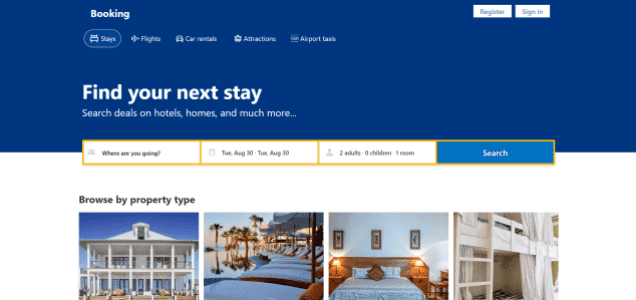 Booking
Register
Sign in
Stays
Flights
Car rentals
Attractions
Airport taxis
Find your next stay
Search deals on hotels, homes, and much more...
Where are you going?
Tue, Aug 30 - Tue, Aug 30
2 adults · 0 children · 1 room
Search
Browse by property type